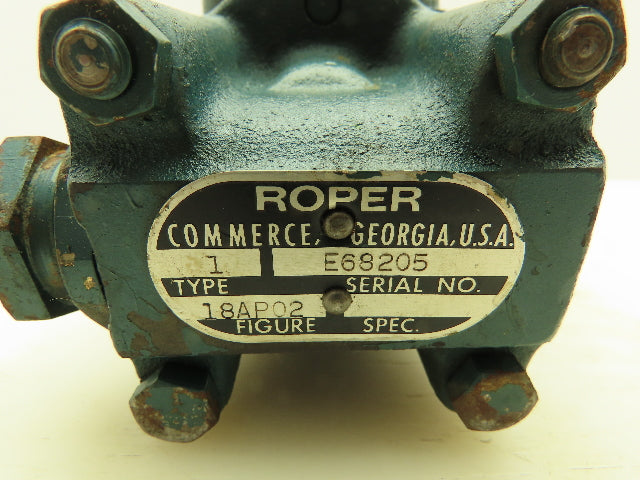 ROPER
COMMERCE, GEORGIA, U.S.A.
1 E68205
TYPE SERIAL NO.
18AP02
FIGURE SPEC.